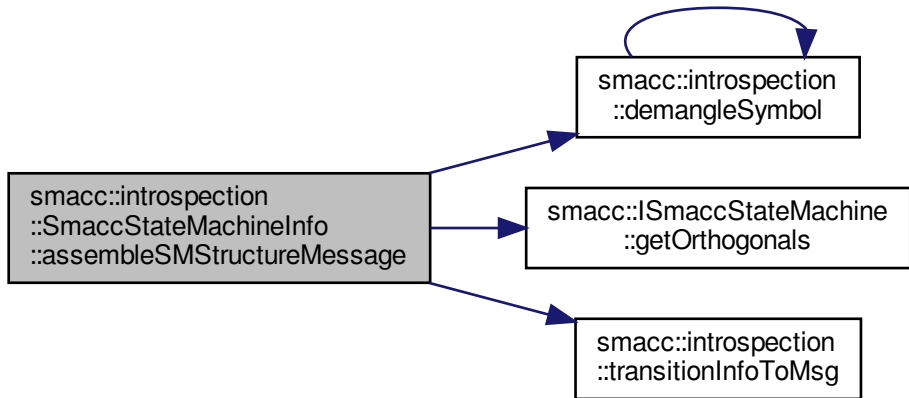 smacc::introspection
::demangleSymbol
smacc::introspection
::SmaccStateMachineInfo
::assembleSMStructureMessage
smacc::ISmaccStateMachine
::getOrthogonals
smacc::introspection
::transitionInfoToMsg